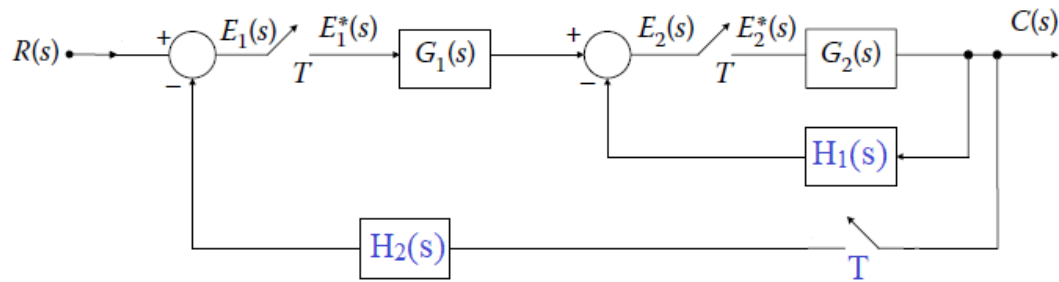 R(s) + − E₁(s) T E₁*(s) G₁(s) + − E₂(s) T E₂*(s) G₂(s) C(s)
H₁(s)
H₂(s) T